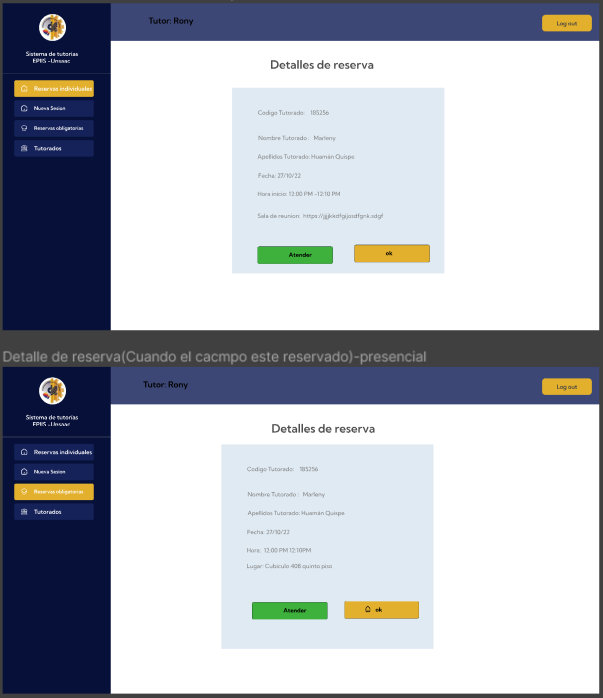 Tutor: Rony
Log out
Sistema de tutorias
EPIIS -Unsaac
Reservas individuales
Nueva Sesion
Reservas obligatorias
Tutorados
Detalles de reserva
Codigo Tutorado: 185256
Nombre Tutorado : Marleny
Apellidos Tutorado: Huamán Quispe
Fecha: 27/10/22
Hora inicio: 12:00 PM -12:10 PM
Sala de reunion:
Atender
ok
Detalle de reserva(Cuando el cacmpo este reservado)-presencial
Tutor: Rony
Log out
Sistema de tutorias
EPIIS -Unsaac
Reservas individuales
Nueva Sesion
Reservas obligatorias
Tutorados
Detalles de reserva
Codigo Tutorado: 185256
Nombre Tutorado : Marleny
Apellidos Tutorado: Huamán Quispe
Fecha: 27/10/22
Hora: 12:00 PM 12:10PM
Lugar: Cubiculo 408 quinto piso
Atender
ok